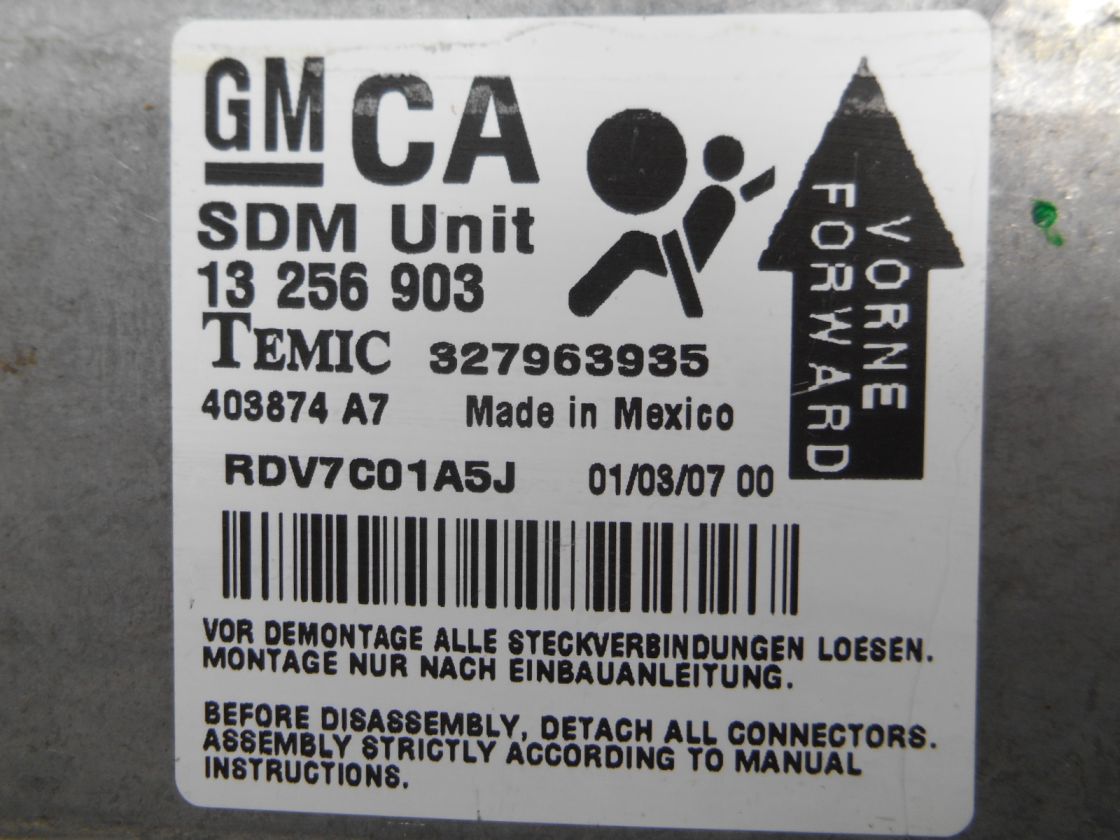 GM CA
SDM Unit
13 256 903
TEMIC 327963935
403874 A7 Made in Mexico
RDV7C01A5J 01/03/07 00
VORNE
FORWARD
VOR DEMONTAGE ALLE STECKVERBINDUNGEN LOESEN.
MONTAGE NUR NACH EINBAUANLEITUNG.
BEFORE DISASSEMBLY, DETACH ALL CONNECTORS.
ASSEMBLY STRICTLY ACCORDING TO MANUAL
INSTRUCTIONS.